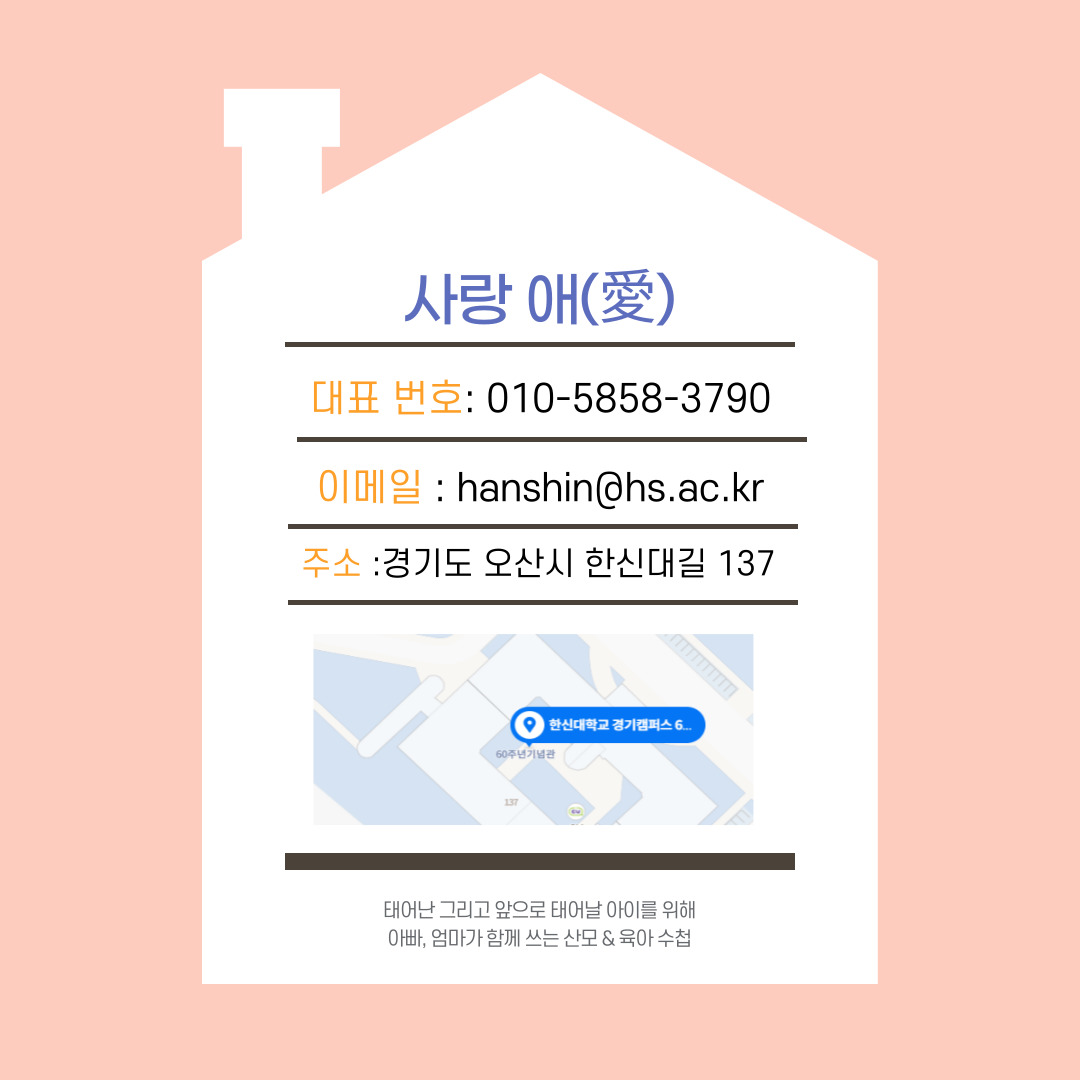 사랑 애(愛)
대표 번호: 010-5858-3790
이메일 : hanshin@hs.ac.kr
주소 :경기도 오산시 한신대길 137
한신대학교 경기캠퍼스 6...
60주년기념관
137
태어난 그리고 앞으로 태어날 아이를 위해
아빠, 엄마가 함께 쓰는 산모 & 육아 수첩